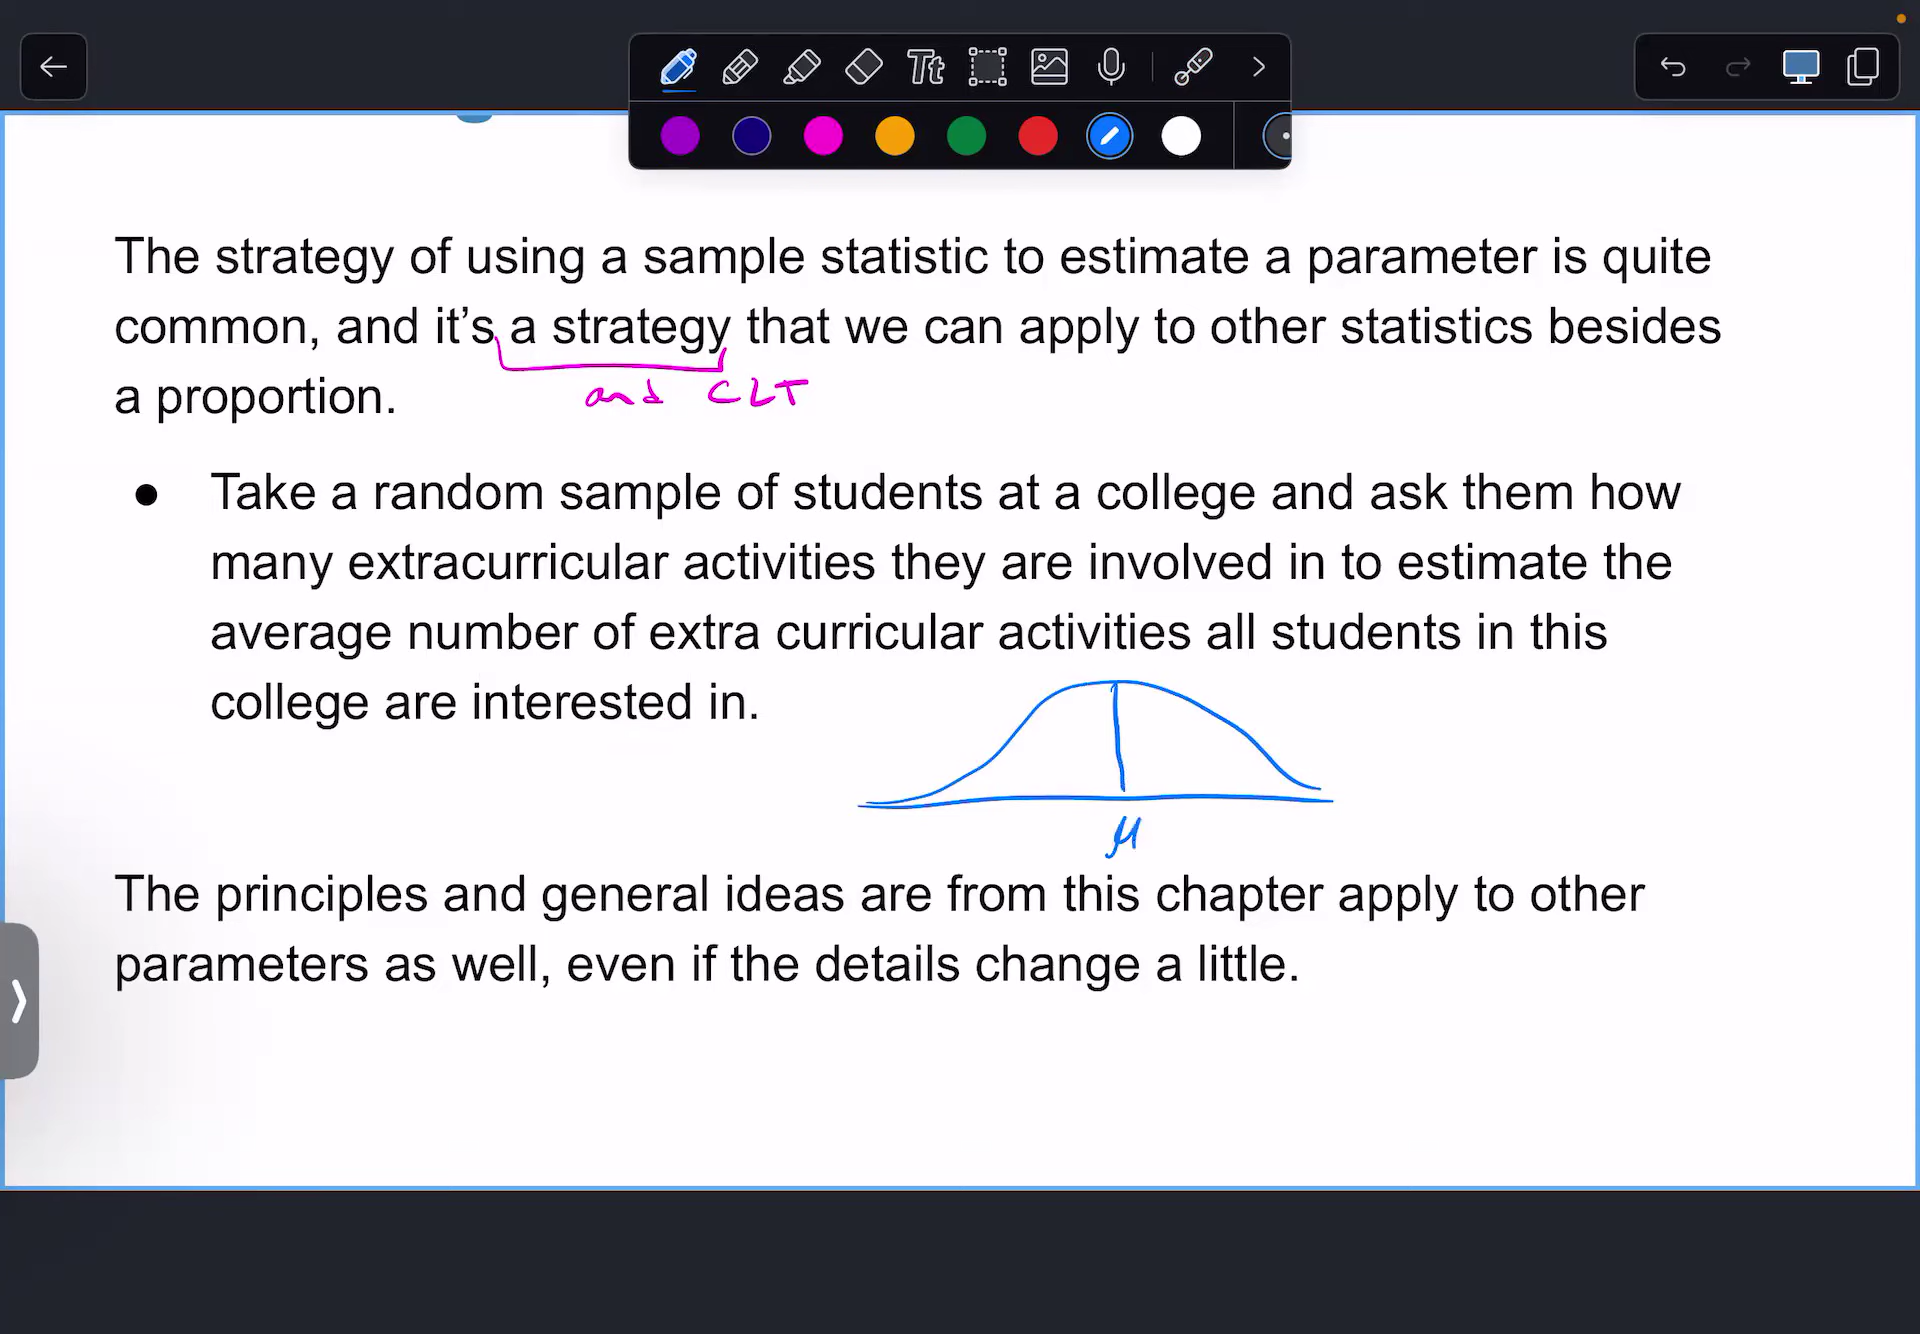 Tt
The strategy of using a sample statistic to estimate a parameter is quite
common, and it’s a strategy that we can apply to other statistics besides
a proportion.
and CLT
● Take a random sample of students at a college and ask them how
many extracurricular activities they are involved in to estimate the
average number of extra curricular activities all students in this
college are interested in.
μ
The principles and general ideas are from this chapter apply to other
parameters as well, even if the details change a little.